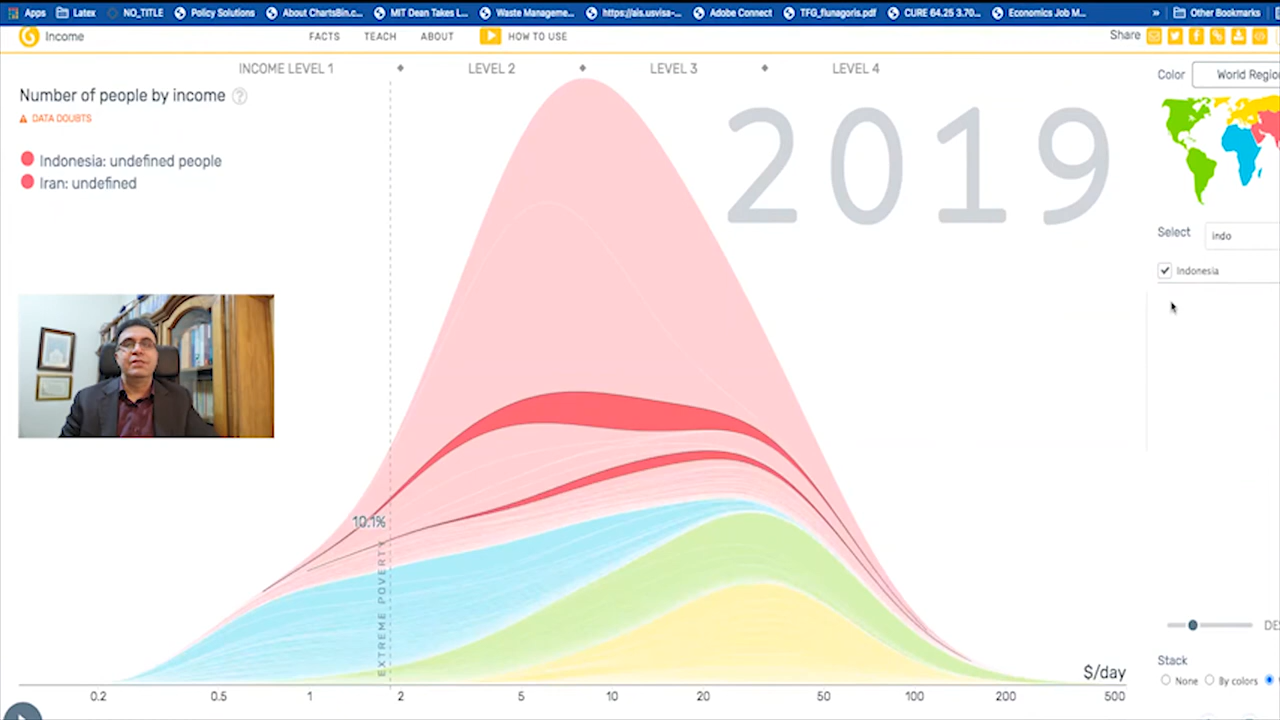 Apps Latex NO_TITLE Policy Solutions About ChartsBin.c... MIT Dean Takes L... Waste Manageme... https://ais.usvisa-... Adobe Connect TFG_flunagoris.pdf CURE 64.25 3.70... Economics Job M... » Other Bookmarks
Income FACTS TEACH ABOUT HOW TO USE Share
INCOME LEVEL 1 LEVEL 2 LEVEL 3 LEVEL 4
Color World Regio
Number of people by income ?
DATA DOUBTS
2019
Indonesia: undefined people
Iran: undefined
Select indo
Indonesia
10.1%
EXTREME POVERTY
DE
Stack
None By colors
$/day
0.2 0.5 1 2 5 10 20 50 100 200 500